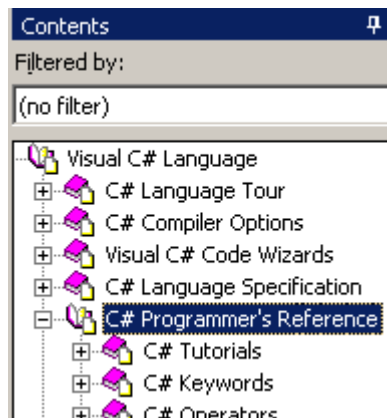 Contents
Filtered by:
(no filter)
Visual C# Language
C# Language Tour
C# Compiler Options
Visual C# Code Wizards
C# Language Specification
C# Programmer's Reference
C# Tutorials
C# Keywords
C# Operators